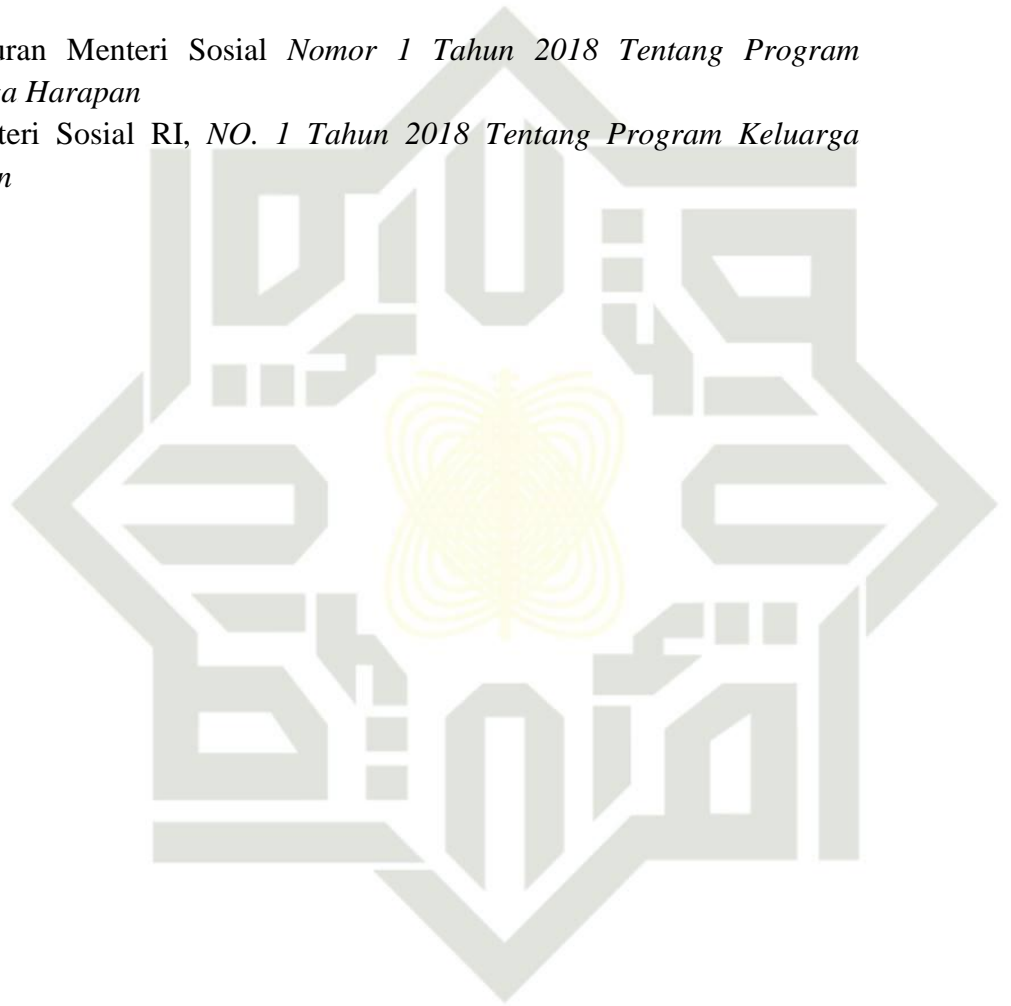 uran Menteri Sosial Nomor 1 Tahun 2018 Tentang Program
a Harapan
teri Sosial RI, NO. 1 Tahun 2018 Tentang Program Keluarga
n